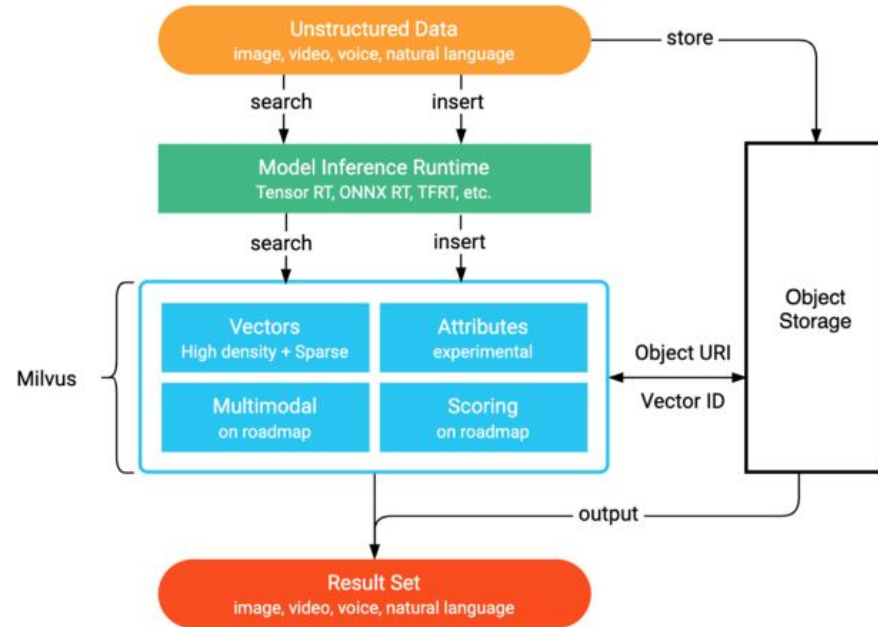 Unstructured Data
image, video, voice, natural language
store
search
insert
Model Inference Runtime
Tensor RT, ONNX RT, TFRT, etc.
search
insert
Milvus
Vectors
High density + Sparse
Attributes
experimental
Multimodal
on roadmap
Scoring
on roadmap
Object URI
Vector ID
Object
Storage
output
Result Set
image, video, voice, natural language